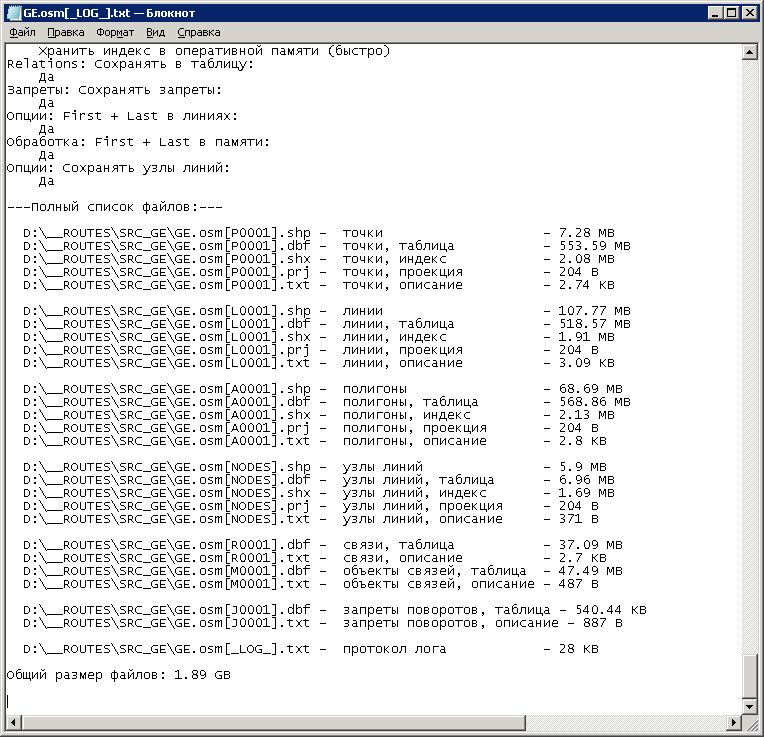 GE.osm[_LOG_].txt — Блокнот
Файл Правка Формат Вид Справка
Хранить индекс в оперативной памяти (быстро)
Relations: Сохранять в таблицу:
Да
Запреты: Сохранять запреты:
Да
Опции: First + Last в линиях:
Да
Обработка: First + Last в памяти:
Да
Опции: Сохранять узлы линий:
Да
---Полный список файлов:---
D:\__ROUTES\SRC_GE\GE.osm[P0001].shp – точки – 7.28 MB
D:\__ROUTES\SRC_GE\GE.osm[P0001].dbf – точки, таблица – 553.59 MB
D:\__ROUTES\SRC_GE\GE.osm[P0001].shx – точки, индекс – 2.08 MB
D:\__ROUTES\SRC_GE\GE.osm[P0001].prj – точки, проекция – 204 B
D:\__ROUTES\SRC_GE\GE.osm[P0001].txt – точки, описание – 2.74 KB
D:\__ROUTES\SRC_GE\GE.osm[L0001].shp – линии – 107.77 MB
D:\__ROUTES\SRC_GE\GE.osm[L0001].dbf – линии, таблица – 518.57 MB
D:\__ROUTES\SRC_GE\GE.osm[L0001].shx – линии, индекс – 1.91 MB
D:\__ROUTES\SRC_GE\GE.osm[L0001].prj – линии, проекция – 204 B
D:\__ROUTES\SRC_GE\GE.osm[L0001].txt – линии, описание – 3.09 KB
D:\__ROUTES\SRC_GE\GE.osm[A0001].shp – полигоны – 68.69 MB
D:\__ROUTES\SRC_GE\GE.osm[A0001].dbf – полигоны, таблица – 568.86 MB
D:\__ROUTES\SRC_GE\GE.osm[A0001].shx – полигоны, индекс – 2.13 MB
D:\__ROUTES\SRC_GE\GE.osm[A0001].prj – полигоны, проекция – 204 B
D:\__ROUTES\SRC_GE\GE.osm[A0001].txt – полигоны, описание – 2.8 KB
D:\__ROUTES\SRC_GE\GE.osm[NODES].shp – узлы линий – 5.9 MB
D:\__ROUTES\SRC_GE\GE.osm[NODES].dbf – узлы линий, таблица – 6.96 MB
D:\__ROUTES\SRC_GE\GE.osm[NODES].shx – узлы линий, индекс – 1.69 MB
D:\__ROUTES\SRC_GE\GE.osm[NODES].prj – узлы линий, проекция – 204 B
D:\__ROUTES\SRC_GE\GE.osm[NODES].txt – узлы линий, описание – 371 B
D:\__ROUTES\SRC_GE\GE.osm[R0001].dbf – связи, таблица – 37.09 MB
D:\__ROUTES\SRC_GE\GE.osm[R0001].txt – связи, описание – 2.7 KB
D:\__ROUTES\SRC_GE\GE.osm[M0001].dbf – объекты связей, таблица – 47.49 MB
D:\__ROUTES\SRC_GE\GE.osm[M0001].txt – объекты связей, описание – 487 B
D:\__ROUTES\SRC_GE\GE.osm[J0001].dbf – запреты поворотов, таблица – 540.44 KB
D:\__ROUTES\SRC_GE\GE.osm[J0001].txt – запреты поворотов, описание – 887 B
D:\__ROUTES\SRC_GE\GE.osm[_LOG_].txt – протокол лога – 28 KB
Общий размер файлов: 1.89 GB